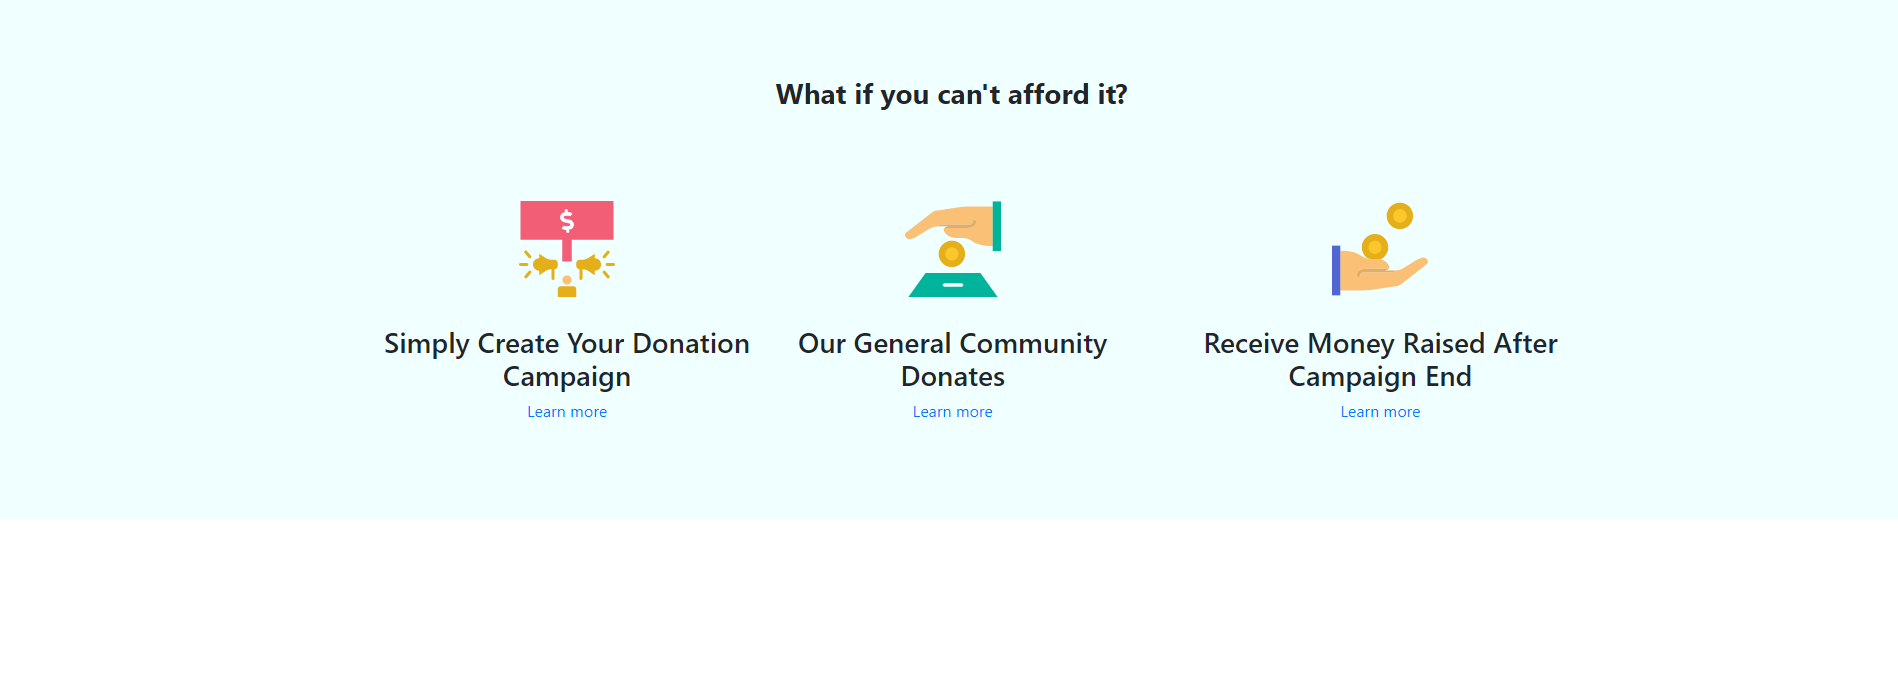 What if you can't afford it?
$
Simply Create Your Donation
Campaign
Learn more
Our General Community
Donates
Learn more
Receive Money Raised After
Campaign End
Learn more